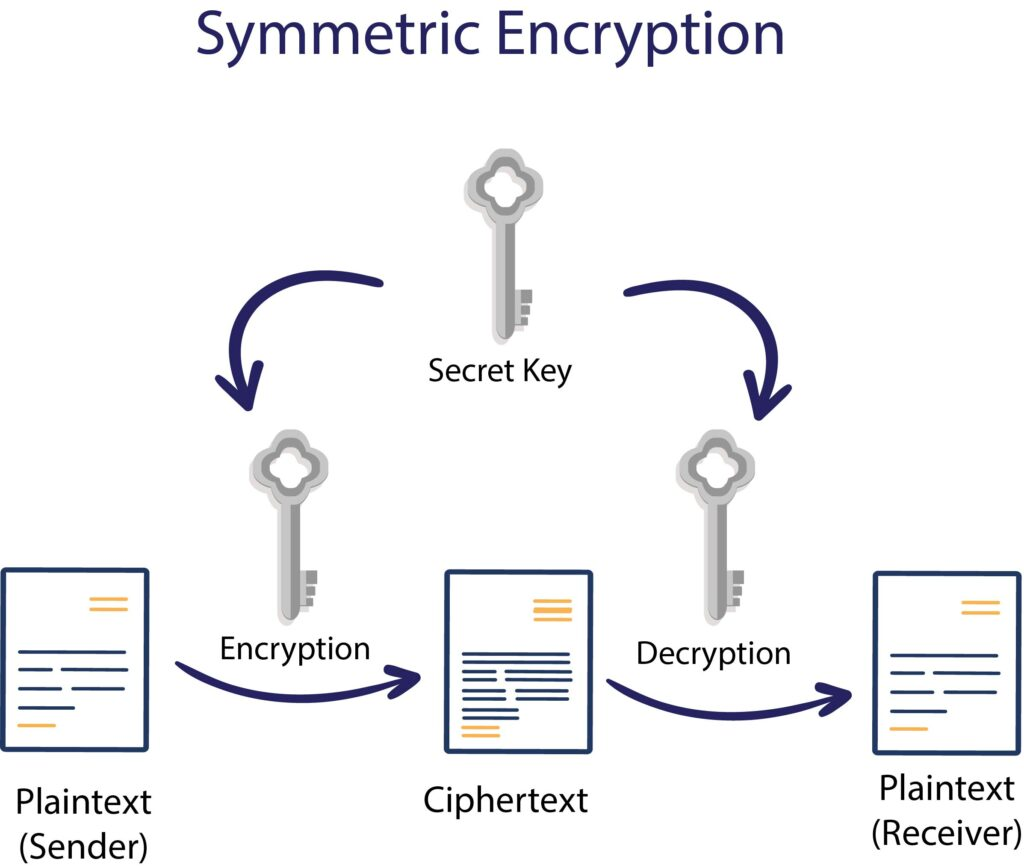 Symmetric Encryption
Secret Key
Encryption
Decryption
Plaintext
(Sender)
Ciphertext
Plaintext
(Receiver)